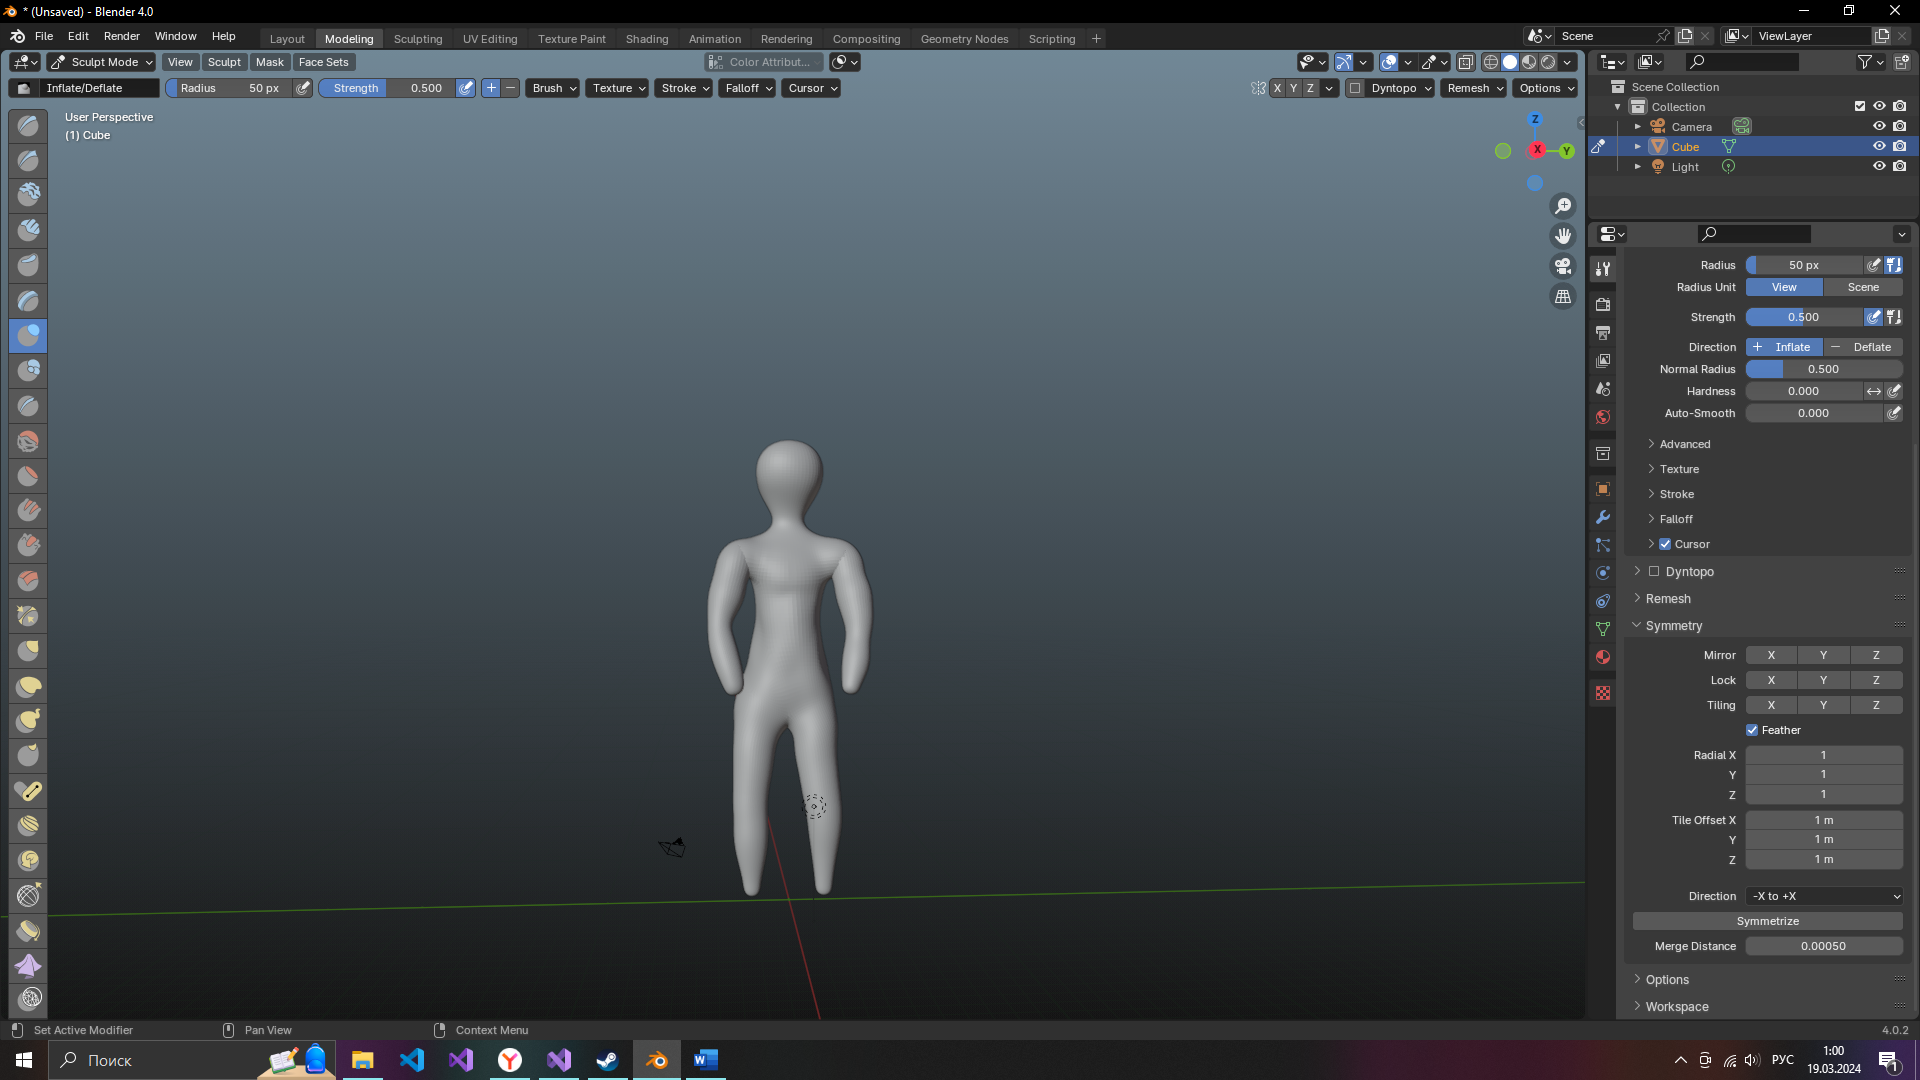 * (Unsaved) - Blender 4.0
File Edit Render Window Help
Layout Modeling Sculpting UV Editing Texture Paint Shading Animation Rendering Compositing Geometry Nodes Scripting
Scene
ViewLayer
Sculpt Mode View Sculpt Mask Face Sets
Color Attribut...
Inflate/Deflate Radius 50 px Strength 0.500 Brush Texture Stroke Falloff Cursor
X Y Z Dyntopo Remesh Options
User Perspective
(1) Cube
Z
X
Y
Scene Collection
Collection
Camera
Cube
Light
Radius 50 px
Radius Unit View Scene
Strength 0.500
Direction Inflate Deflate
Normal Radius 0.500
Hardness 0.000
Auto-Smooth 0.000
Advanced
Texture
Stroke
Falloff
Cursor
Dyntopo
Remesh
Symmetry
Mirror X Y Z
Lock X Y Z
Tiling X Y Z
Feather
Radial X 1
Y 1
Z 1
Tile Offset X 1 m
Y 1 m
Z 1 m
Direction -X to +X
Symmetrize
Merge Distance 0.00050
Options
Workspace
Set Active Modifier Pan View Context Menu
4.0.2
Поиск
РУС
1:00
19.03.2024
1